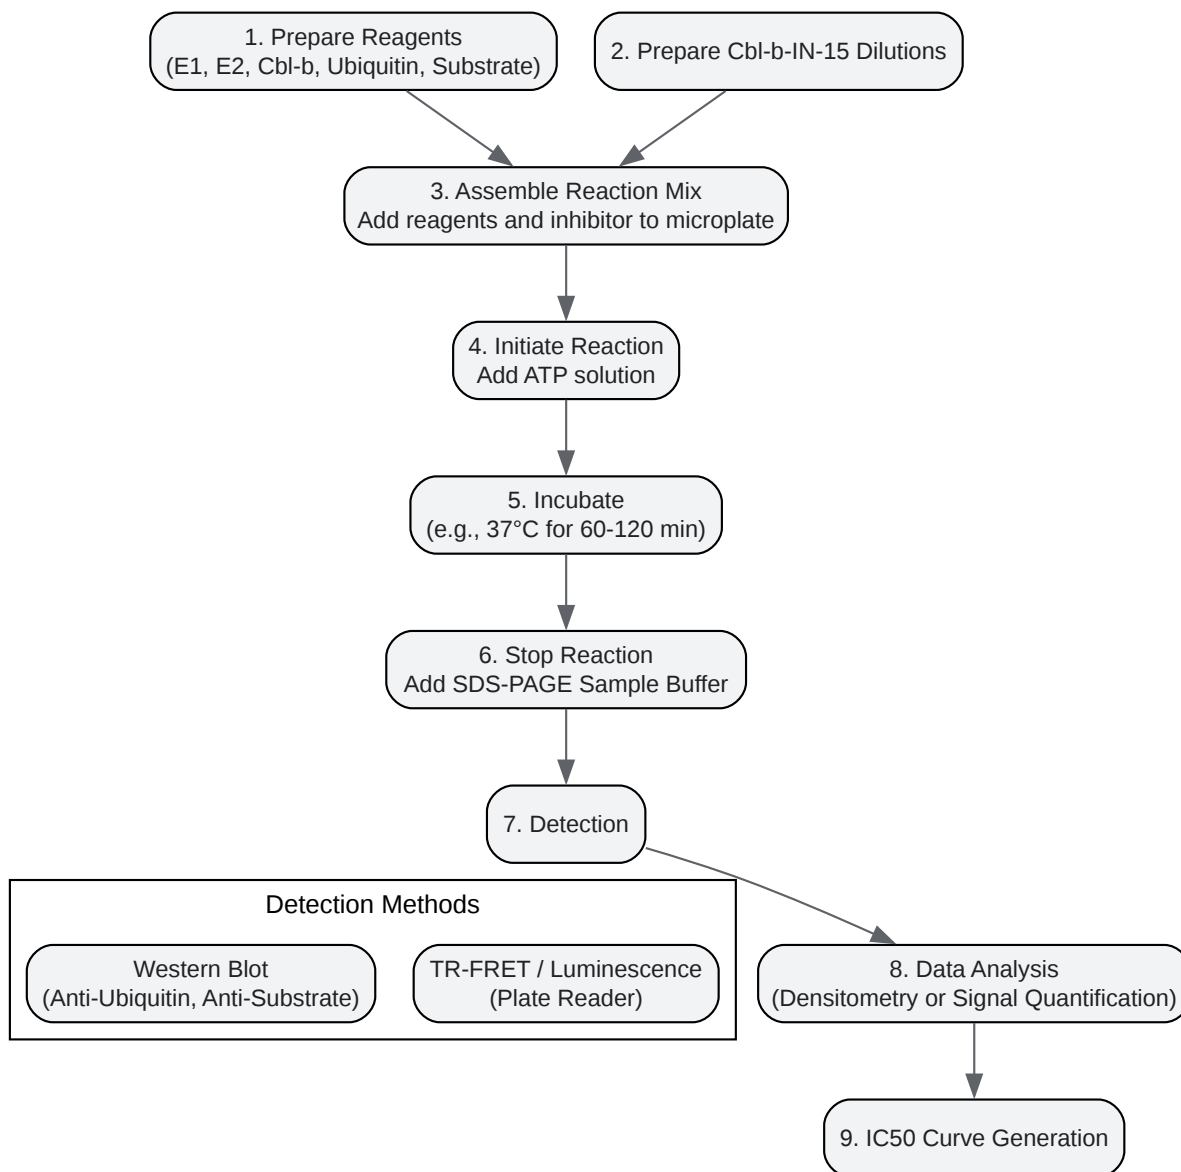 1. Prepare Reagents
(E1, E2, Cbl-b, Ubiquitin, Substrate)
2. Prepare Cbl-b-IN-15 Dilutions
3. Assemble Reaction Mix
Add reagents and inhibitor to microplate
4. Initiate Reaction
Add ATP solution
5. Incubate
(e.g., 37°C for 60-120 min)
6. Stop Reaction
Add SDS-PAGE Sample Buffer
7. Detection
Detection Methods
Western Blot
(Anti-Ubiquitin, Anti-Substrate)
TR-FRET / Luminescence
(Plate Reader)
8. Data Analysis
(Densitometry or Signal Quantification)
9. IC50 Curve Generation